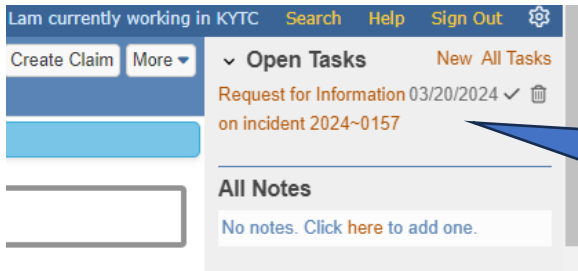 I am currently working in KYTC Search Help Sign Out
Create Claim More
Open Tasks New All Tasks
Request for Information 03/20/2024
on incident 2024~0157
All Notes
No notes. Click here to add one.